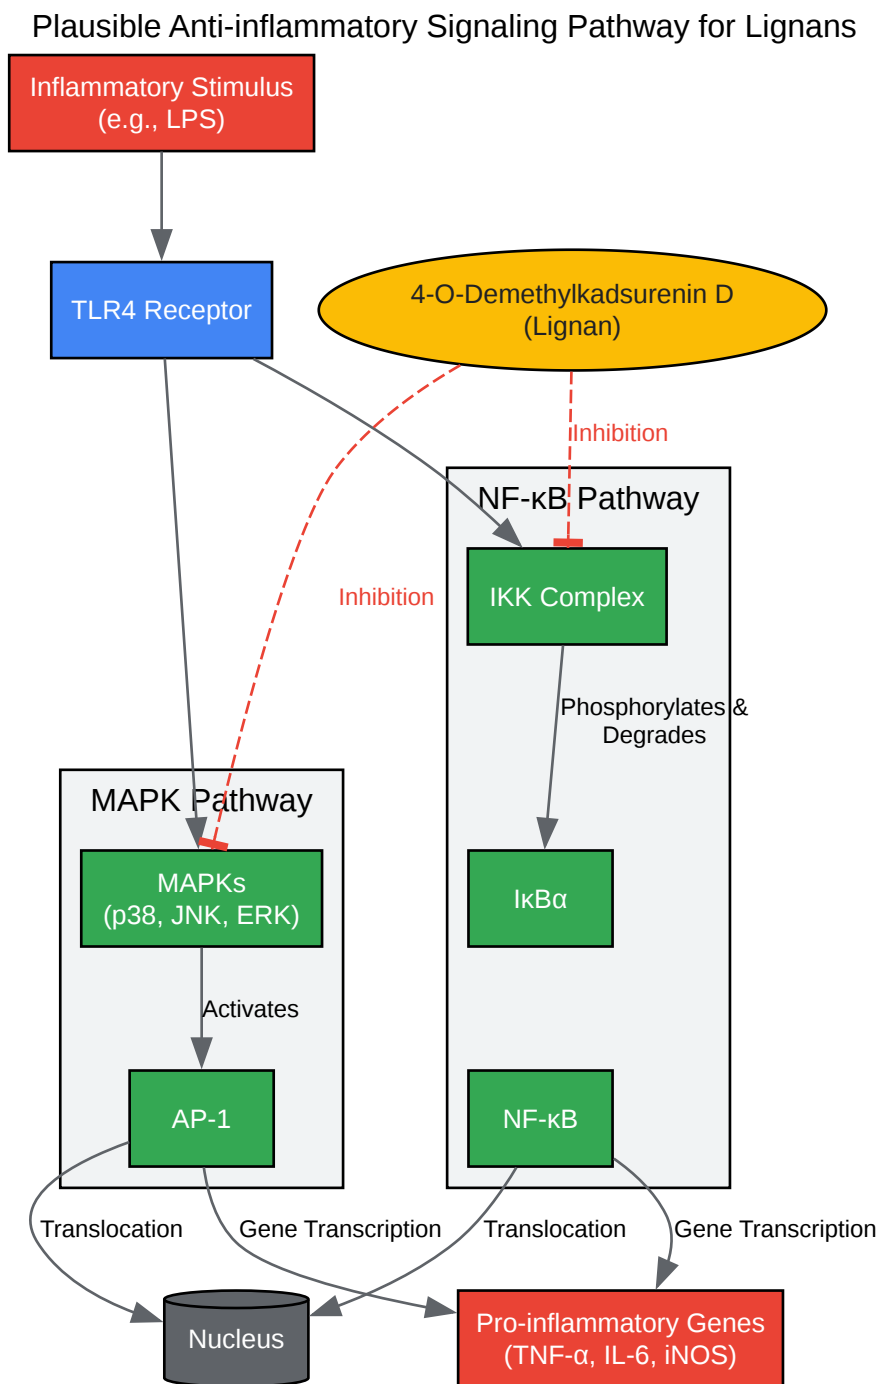 Plausible Anti-inflammatory Signaling Pathway for Lignans
Inflammatory Stimulus
(e.g., LPS)
TLR4 Receptor
4-O-Demethylkadsurenin D
(Lignan)
Inhibition
NF-κB Pathway
IKK Complex
Inhibition
Phosphorylates &
Degrades
MAPK Pathway
MAPKs
(p38, JNK, ERK)
IκBα
Activates
AP-1
NF-κB
Translocation
Gene Transcription
Translocation
Gene Transcription
Nucleus
Pro-inflammatory Genes
(TNF-α, IL-6, iNOS)